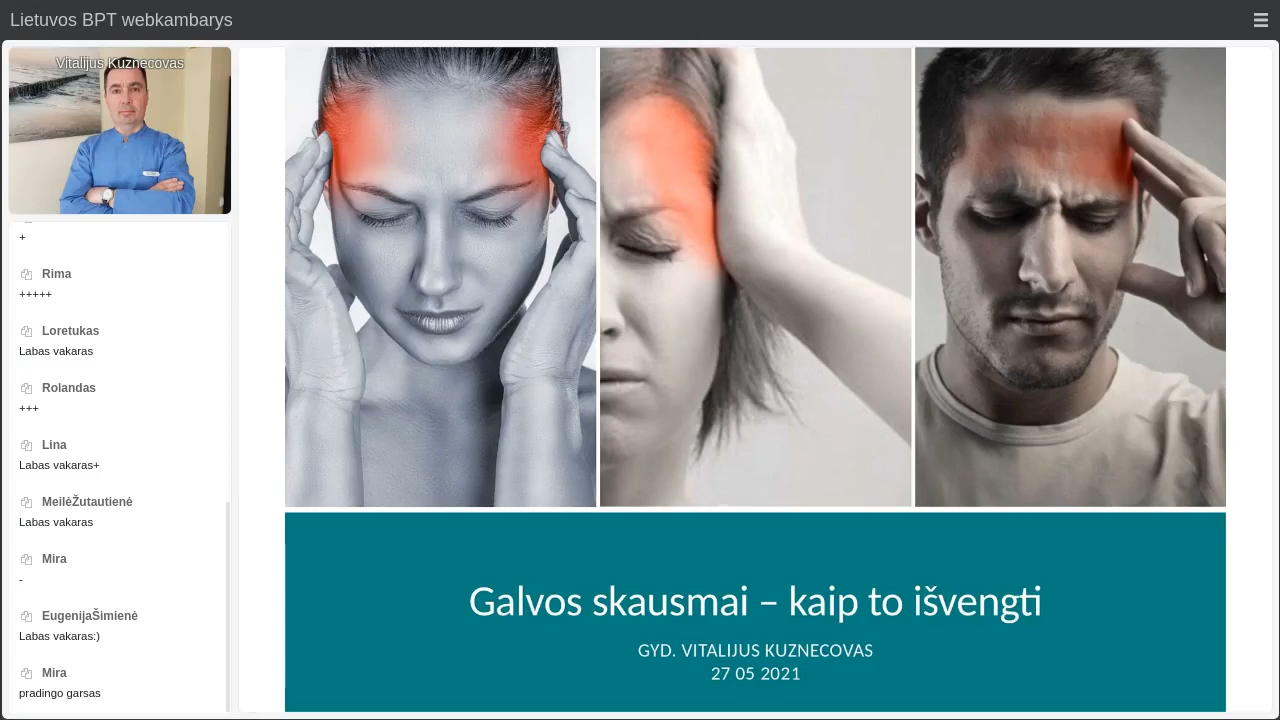 Lietuvos BPT webkambarys
Vitalijus Kuznecovas
+
Rima
+++++
Loretukas
Labas vakaras
Rolandas
+++
Lina
Labas vakaras+
MeilėŽutautienė
Labas vakaras
Mira
-
EugenijaŠimienė
Labas vakaras:)
Mira
pradingo garsas
Galvos skausmai – kaip to išvengti
GYD. VITALIJUS KUZNECOVAS
27 05 2021